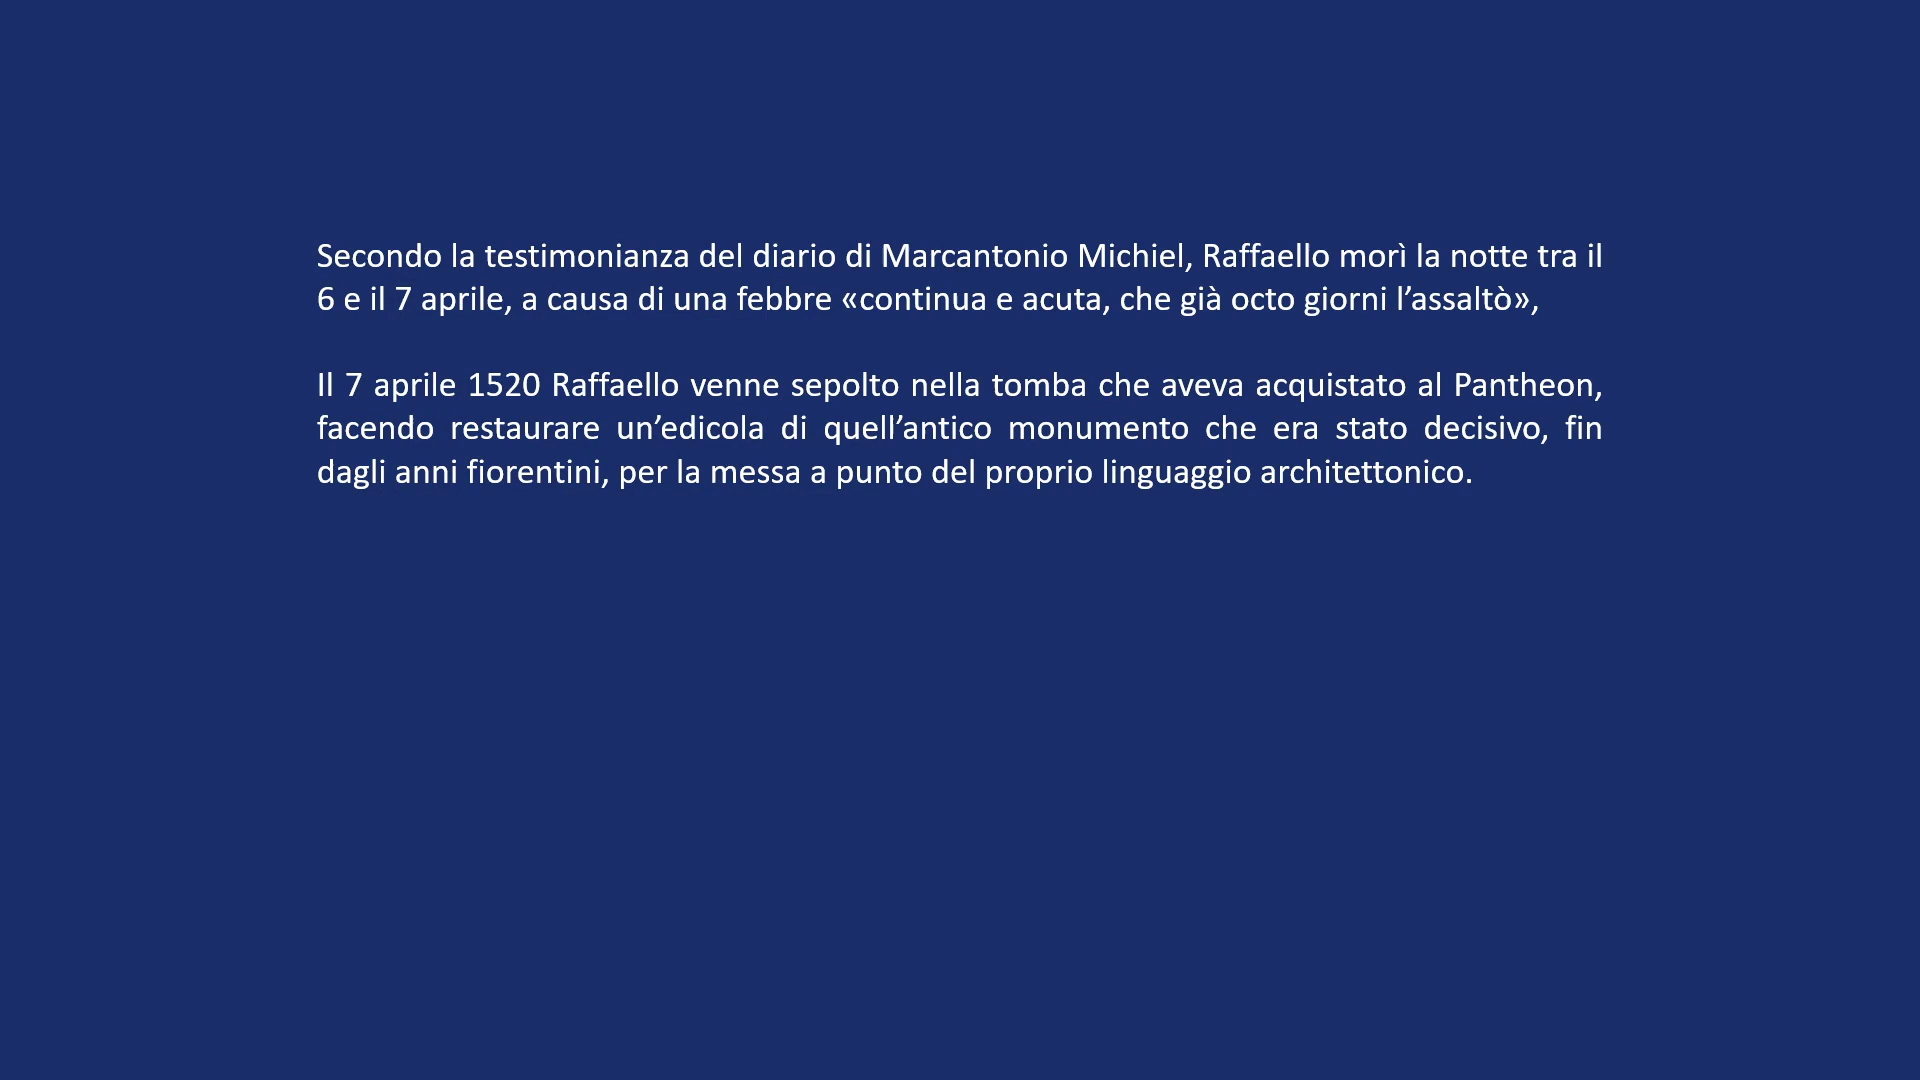 Secondo la testimonianza del diario di Marcantonio Michiel, Raffaello morì la notte tra il
6 e il 7 aprile, a causa di una febbre «continua e acuta, che già octo giorni l’assaltò»,
Il 7 aprile 1520 Raffaello venne sepolto nella tomba che aveva acquistato al Pantheon,
facendo restaurare un’edicola di quell’antico monumento che era stato decisivo, fin
dagli anni fiorentini, per la messa a punto del proprio linguaggio architettonico.